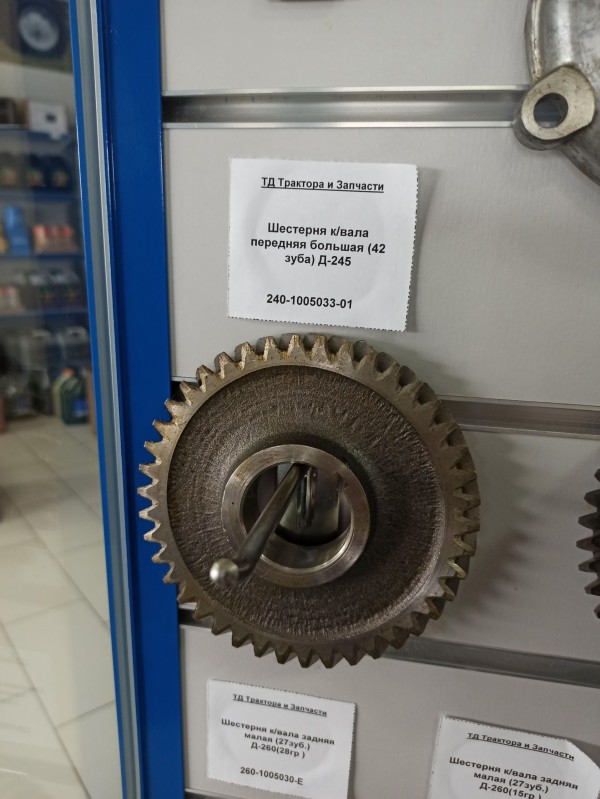 ТД Трактора и Запчасти
Шестерня к/вала
передняя большая (42
зуба) Д-245
240-1005033-01
ТД Трактора и Запчасти
Шестерня к/вала задняя
малая (27зуб.)
Д-260(28гр )
260-1005030-Е
ТД Трактора и Запчасти
Шестерня к/вала задняя
малая (27зуб.)
Д-260(15гр )